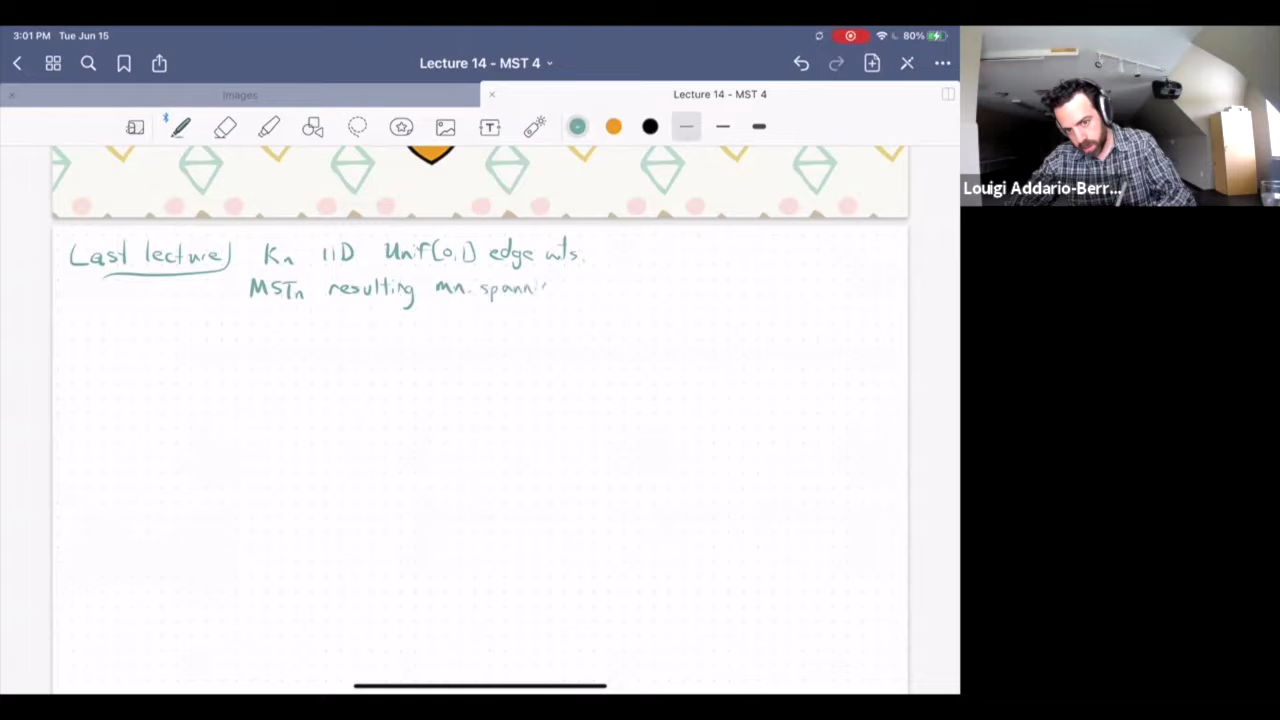 3:01 PM Tue Jun 15
80%
Lecture 14 - MST 4
Images
Lecture 14 - MST 4
Louigi Addario-Berr...
Last lecture Kn IID Unif[0,1] edge wts.
MSTn resulting mn. spanni